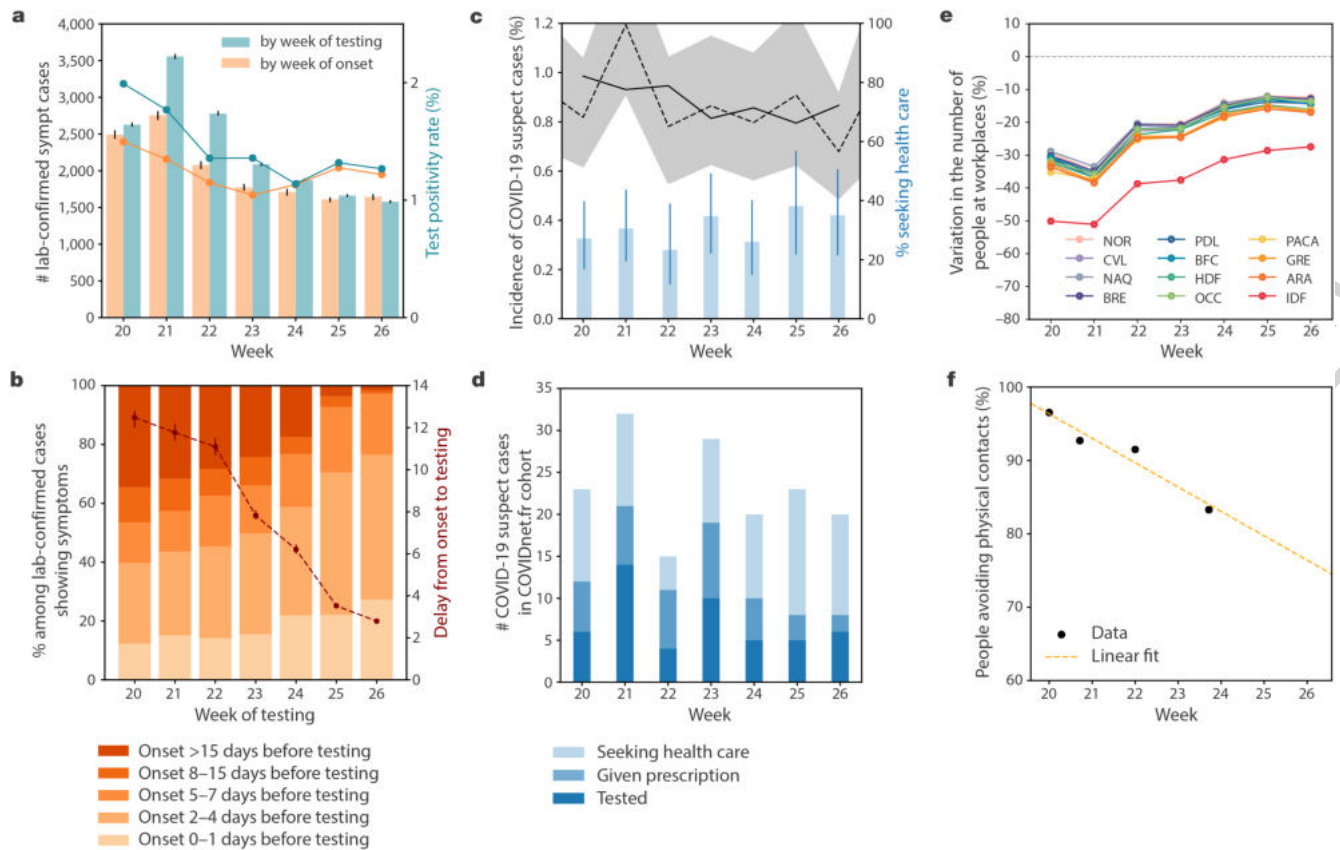 a
4,000
3,500
3,000
2,500
2,000
1,500
1,000
500
0
# lab-confirmed sympt cases
by week of testing
by week of onset
2
1
0
Test positivity rate (%)
20 21 22 23 24 25 26
Week
c
1.2
1.0
0.8
0.6
0.4
0.2
0.0
Incidence of COVID-19 suspect cases (%)
100
80
60
40
20
0
% seeking health care
20 21 22 23 24 25 26
Week
e
10
0
−10
−20
−30
−40
−50
−60
−70
−80
Variation in the number of
people at workplaces (%)
NOR PDL PACA
CVL BFC GRE
NAQ HDF ARA
BRE OCC IDF
20 21 22 23 24 25 26
Week
b
100
80
60
40
20
0
% among lab-confirmed cases
showing symptoms
14
12
10
8
6
4
2
0
Delay from onset to testing
20 21 22 23 24 25 26
Week of testing
Onset >15 days before testing
Onset 8–15 days before testing
Onset 5–7 days before testing
Onset 2–4 days before testing
Onset 0–1 days before testing
d
35
30
25
20
15
10
5
0
# COVID-19 suspect cases
in COVIDnet.fr cohort
20 21 22 23 24 25 26
Week
Seeking health care
Given prescription
Tested
f
100
90
80
70
60
People avoiding physical contacts (%)
Data
Linear fit
20 21 22 23 24 25 26
Week